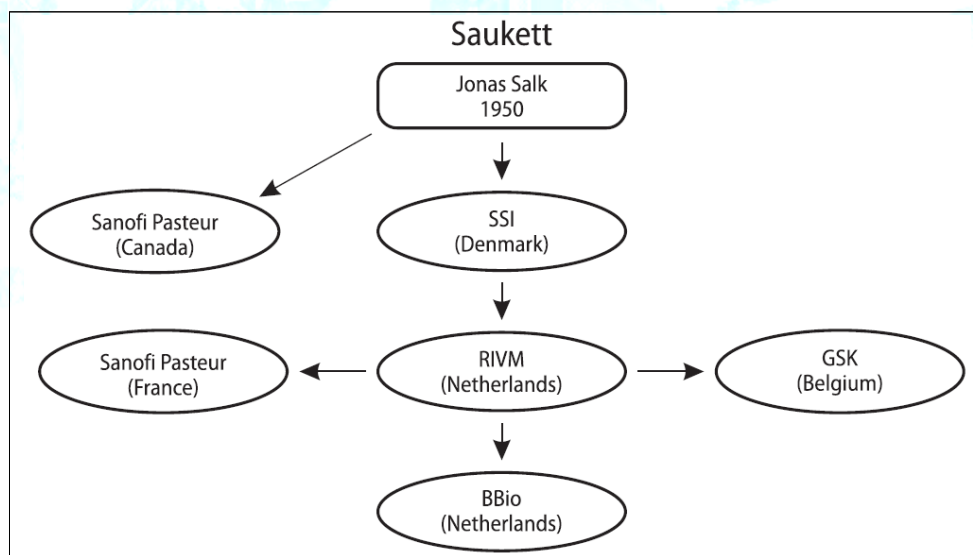 Saukett
Jonas Salk
1950
Sanofi Pasteur
(Canada)
SSI
(Denmark)
Sanofi Pasteur
(France)
RIVM
(Netherlands)
GSK
(Belgium)
BBio
(Netherlands)